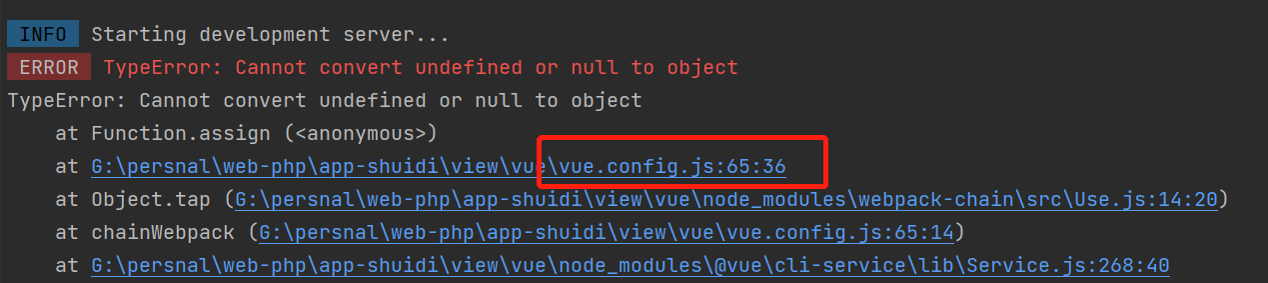 INFO Starting development server...
ERROR TypeError: Cannot convert undefined or null to object
TypeError: Cannot convert undefined or null to object
at Function.assign (<anonymous>)
at G:\persnal\web-php\app-shuidi\view\vue\vue.config.js:65:36
at Object.tap (G:\persnal\web-php\app-shuidi\view\vue\node_modules\webpack-chain\src\Use.js:14:20)
at chainWebpack (G:\persnal\web-php\app-shuidi\view\vue\vue.config.js:65:14)
at G:\persnal\web-php\app-shuidi\view\vue\node_modules\@vue\cli-service\lib\Service.js:268:40